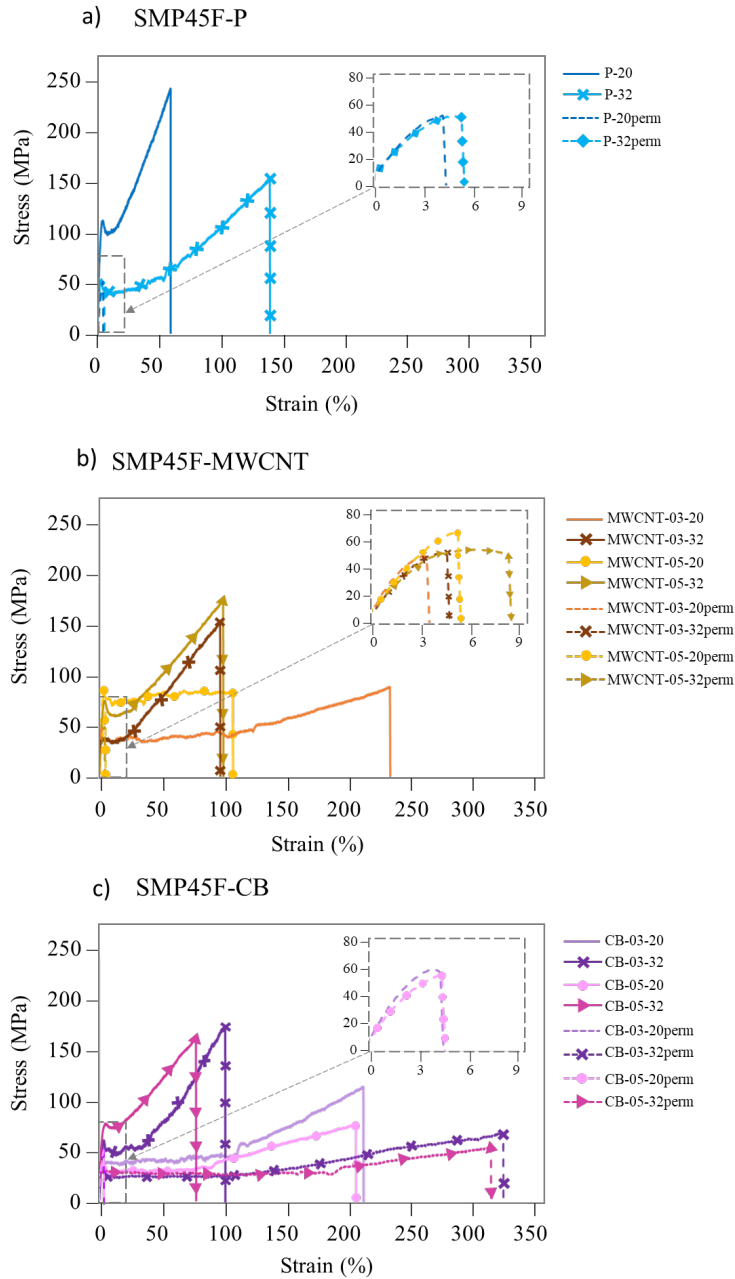 a) SMP45F-P
250
200
150
100
50
0
Stress (MPa)
80
60
40
20
0
0 3 6 9
P-20
P-32
P-20perm
P-32perm
0 50 100 150 200 250 300 350
Strain (%)
b) SMP45F-MWCNT
250
200
150
100
50
0
Stress (MPa)
80
60
40
20
0
0 3 6 9
MWCNT-03-20
MWCNT-03-32
MWCNT-05-20
MWCNT-05-32
MWCNT-03-20perm
MWCNT-03-32perm
MWCNT-05-20perm
MWCNT-05-32perm
0 50 100 150 200 250 300 350
Strain (%)
c) SMP45F-CB
250
200
150
100
50
0
Stress (MPa)
80
60
40
20
0
0 3 6 9
CB-03-20
CB-03-32
CB-05-20
CB-05-32
CB-03-20perm
CB-03-32perm
CB-05-20perm
CB-05-32perm
0 50 100 150 200 250 300 350
Strain (%)